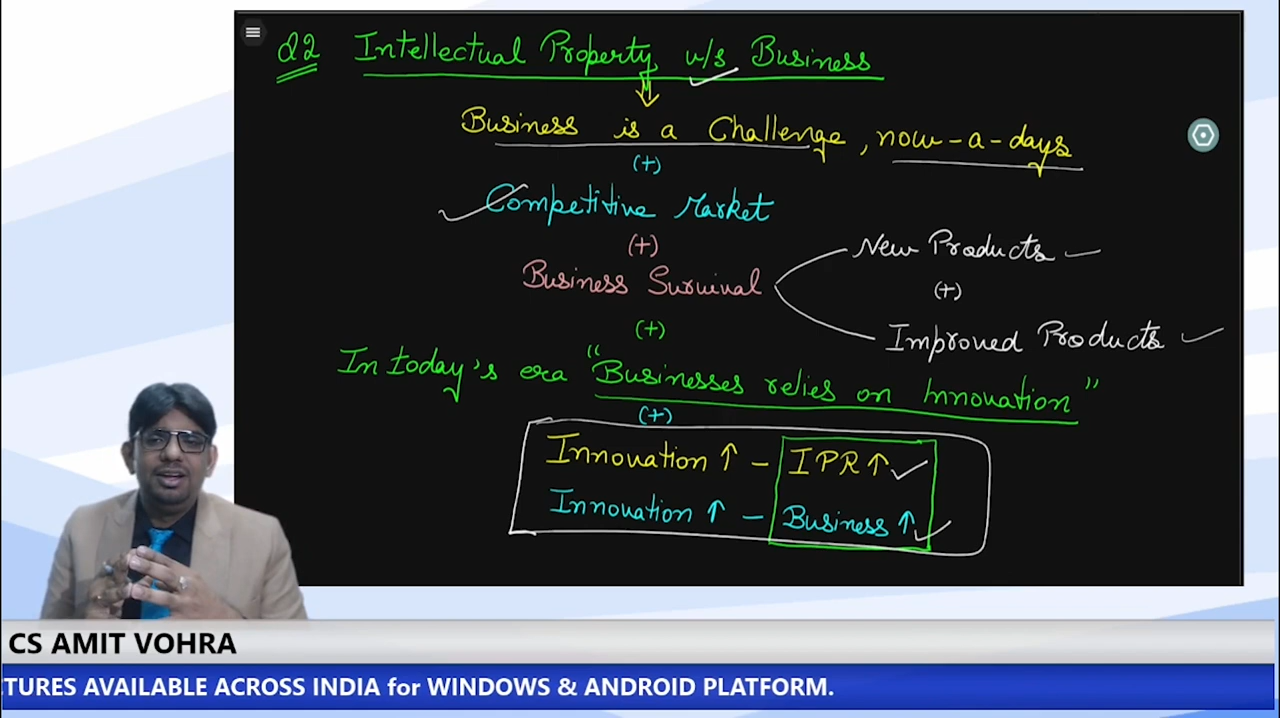 Q2 Intellectual Property v/s Business
Business is a Challenge, now-a-days
(+)
Competitive Market
(+)
New Products
Business Survival
(+)
(+)
Improved Products
In today's era "Businesses relies on Innovation"
(+)
Innovation ↑ - IPR ↑
Innovation ↑ - Business ↑
CS AMIT VOHRA
TURES AVAILABLE ACROSS INDIA for WINDOWS & ANDROID PLATFORM.